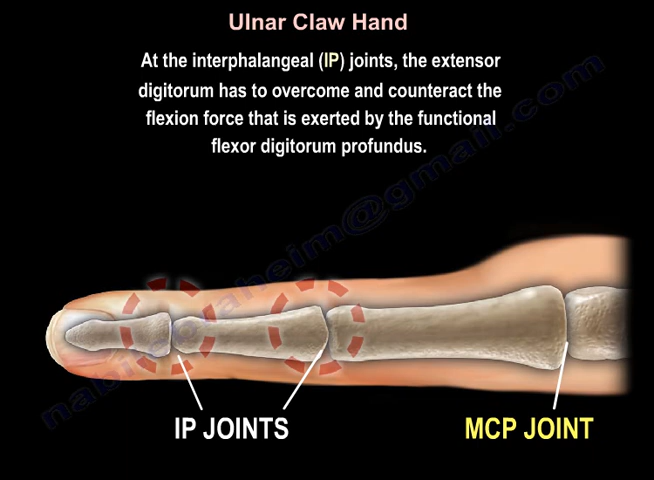 Ulnar Claw Hand
At the interphalangeal (IP) joints, the extensor
digitorum has to overcome and counteract the
flexion force that is exerted by the functional
flexor digitorum profundus.
IP JOINTS
MCP JOINT